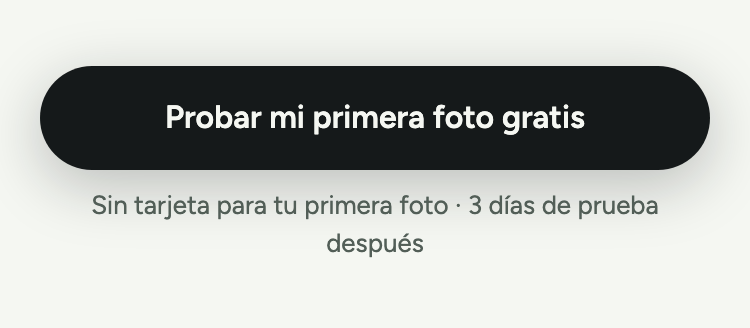 Probar mi primera foto gratis
Sin tarjeta para tu primera foto · 3 días de prueba
después